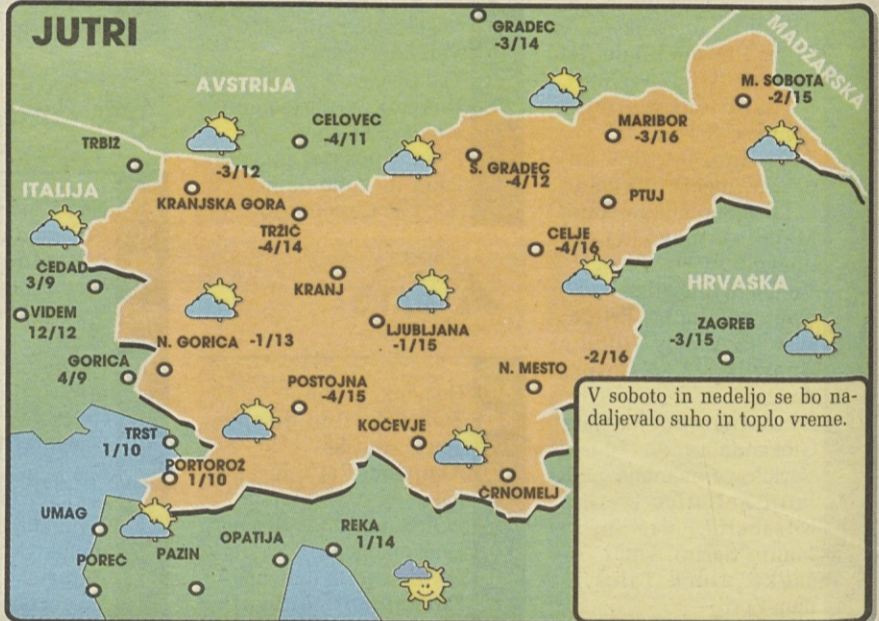 JUTRI
GRADEC
-3/14
MADŽARSKA
AVSTRIJA
M. SOBOTA
-2/15
CELOVEC
-4/11
MARIBOR
-3/16
TRBIŽ
-3/12
S. GRADEC
-4/12
ITALIJA
KRANJSKA GORA
PTUJ
TRŽIČ
-4/14
CELJE
-4/16
ČEDAD
3/9
KRANJ
HRVAŠKA
VIDEM
12/12
LJUBLJANA
-1/15
ZAGREB
-3/15
N. GORICA -1/13
GORICA
4/9
N. MESTO
-2/16
POSTOJNA
-4/15
V soboto in nedeljo se bo na-
daljevalo suho in toplo vreme.
KOČEVJE
TRST
1/10
PORTOROŽ
1/10
ČRNOMELJ
UMAG
OPATIJA
REKA
1/14
POREČ
PAZIN